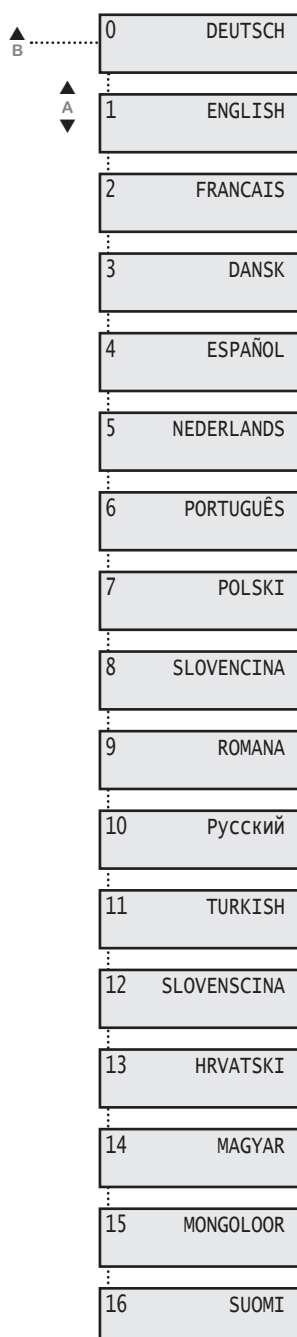 ▲
B
0 DEUTSCH
▲
A
▼
1 ENGLISH
2 FRANCAIS
3 DANSK
4 ESPAÑOL
5 NEDERLANDS
6 PORTUGUÊS
7 POLSKI
8 SLOVENCINA
9 ROMANA
10 Русский
11 TURKISH
12 SLOVENSCINA
13 HRVATSKI
14 MAGYAR
15 MONGOLOOR
16 SUOMI